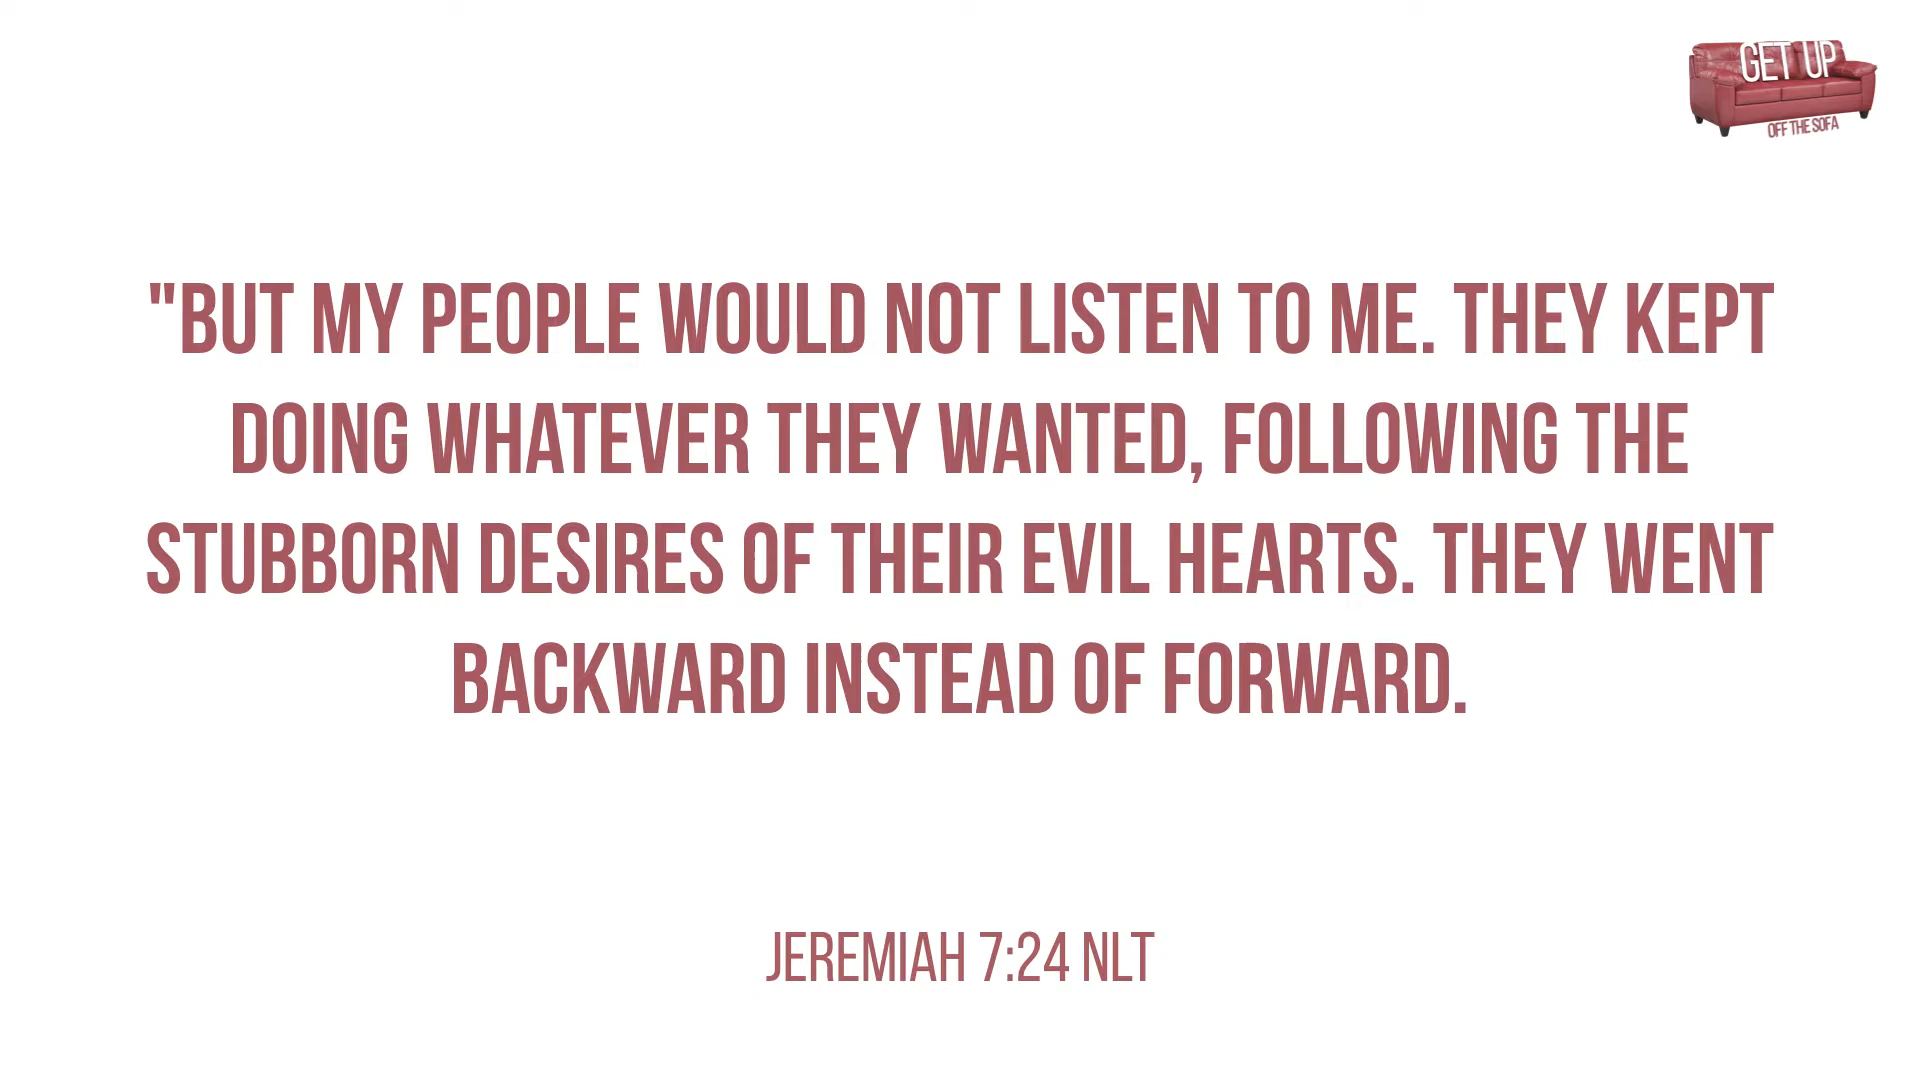 GET UP
OFF THE SOFA
"BUT MY PEOPLE WOULD NOT LISTEN TO ME. THEY KEPT
DOING WHATEVER THEY WANTED, FOLLOWING THE
STUBBORN DESIRES OF THEIR EVIL HEARTS. THEY WENT
BACKWARD INSTEAD OF FORWARD.
JEREMIAH 7:24 NLT